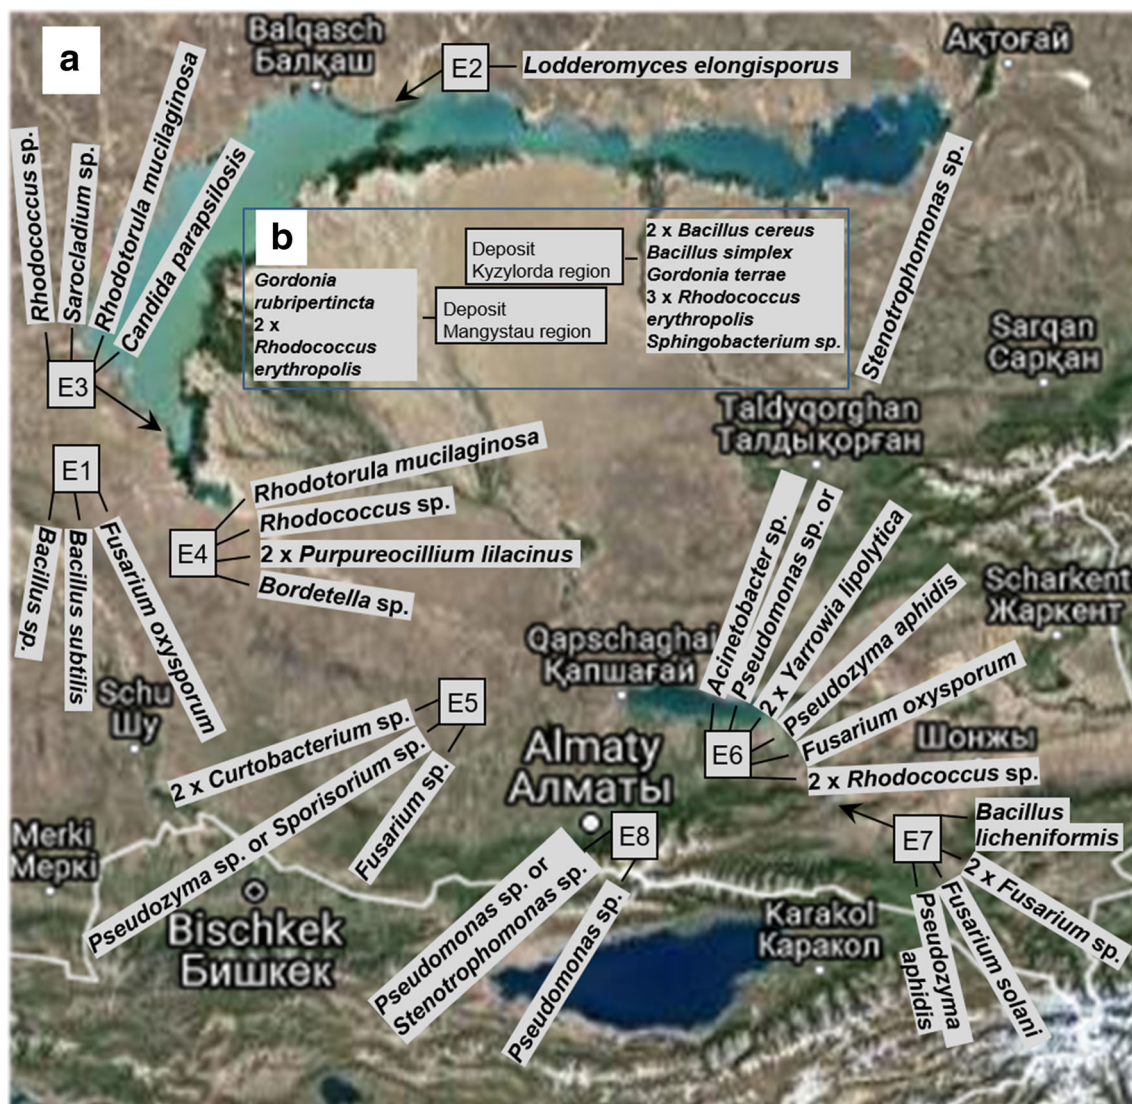 a
Balqasch
Балқаш
E2
Lodderomyces elongisporus
Ақтоғай
Rhodococcus sp.
Sarocladium sp.
Rhodotorula mucilaginosa
Candida parapsilosis
E3
b
Gordonia
rubripertincta
2 x
Rhodococcus
erythropolis
Deposit
Kyzylorda region
Deposit
Mangystau region
2 x Bacillus cereus
Bacillus simplex
Gordonia terrae
3 x Rhodococcus
erythropolis
Sphingobacterium sp.
Stenotrophomonas sp.
Sarqan
Сарқан
Taldyqorghan
Талдықорған
E1
Bacillus sp.
Bacillus subtilis
Fusarium oxysporum
E4
Rhodotorula mucilaginosa
Rhodococcus sp.
2 x Purpureocillium lilacinus
Bordetella sp.
Scharkent
Жаркент
Qapschaghai
Қапшағай
Schu
Шу
E5
2 x Curtobacterium sp.
Pseudozyma sp. or Sporisorium sp.
Fusarium sp.
E6
Acinetobacter sp.
Pseudomonas sp. or
2 x Yarrowia lipolytica
Pseudozyma aphidis
Fusarium oxysporum
2 x Rhodococcus sp.
Шонжы
Almaty
Алматы
Merki
Меркі
E8
Pseudomonas sp. or
Stenotrophomonas sp.
Pseudomonas sp.
E7
Bacillus
licheniformis
2 x Fusarium sp.
Fusarium solani
Pseudozyma
aphidis
Bischkek
Бишкек
Karakol
Каракол